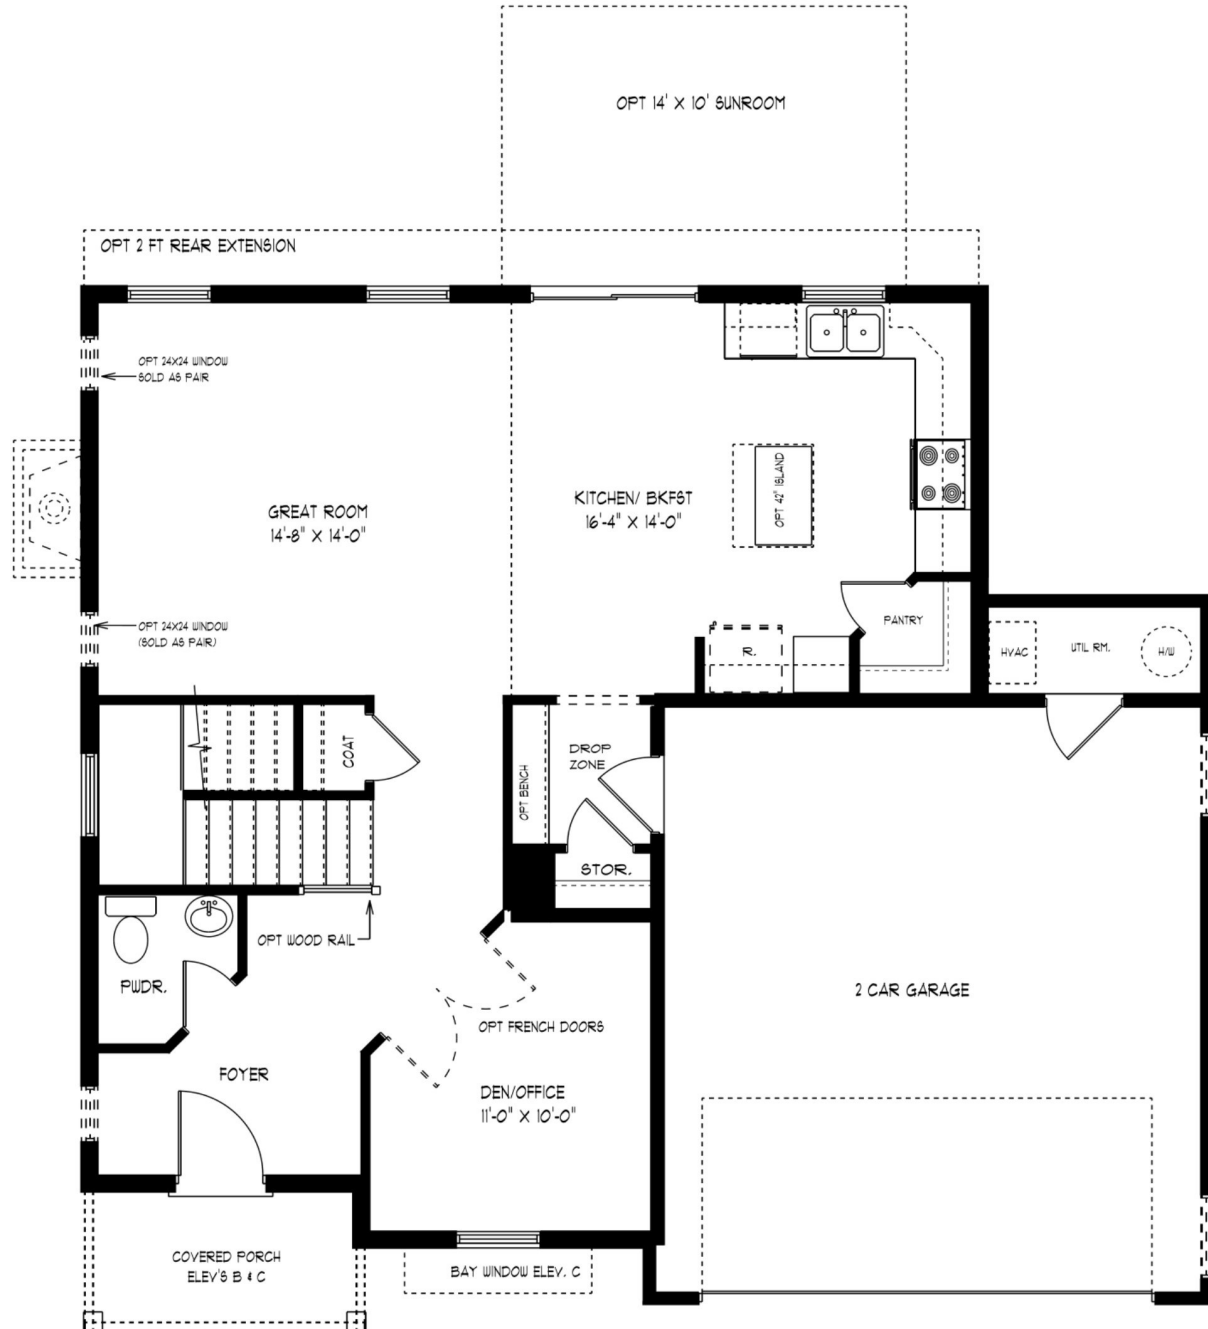 OPT 14' X 10' SUNROOM
OPT 2 FT REAR EXTENSION
OPT 24X24 WINDOW
SOLD AS PAIR
GREAT ROOM
14'-8" X 14'-0"
KITCHEN/ BKFST
16'-4" X 14'-0"
OPT 42" ISLAND
OPT 24X24 WINDOW
(SOLD AS PAIR)
R.
PANTRY
HVAC
UTIL RM.
H/W
COAT
OPT BENCH
DROP
ZONE
STOR.
OPT WOOD RAIL
PWDR.
2 CAR GARAGE
OPT FRENCH DOORS
FOYER
DEN/OFFICE
11'-0" X 10'-0"
COVERED PORCH
ELEV'S B & C
BAY WINDOW ELEV. C